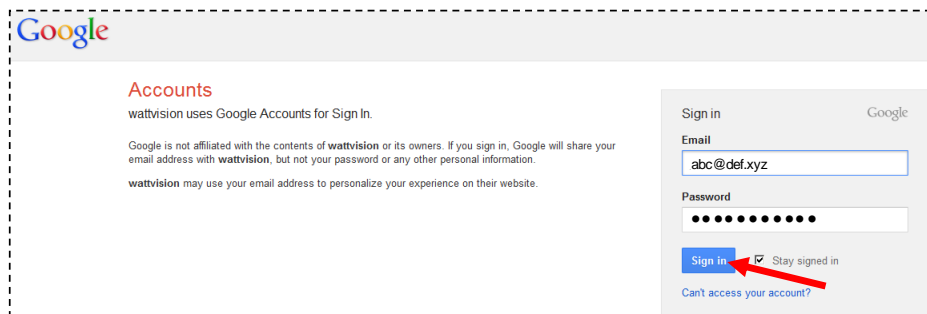 Google
Accounts
wattvision uses Google Accounts for Sign In.
Google is not affiliated with the contents of wattvision or its owners. If you sign in, Google will share your
email address with wattvision, but not your password or any other personal information.
wattvision may use your email address to personalize your experience on their website.
Sign in Google
Email
abc@def.xyz
Password
●●●●●●●●●●●
Sign in Stay signed in
Can't access your account?